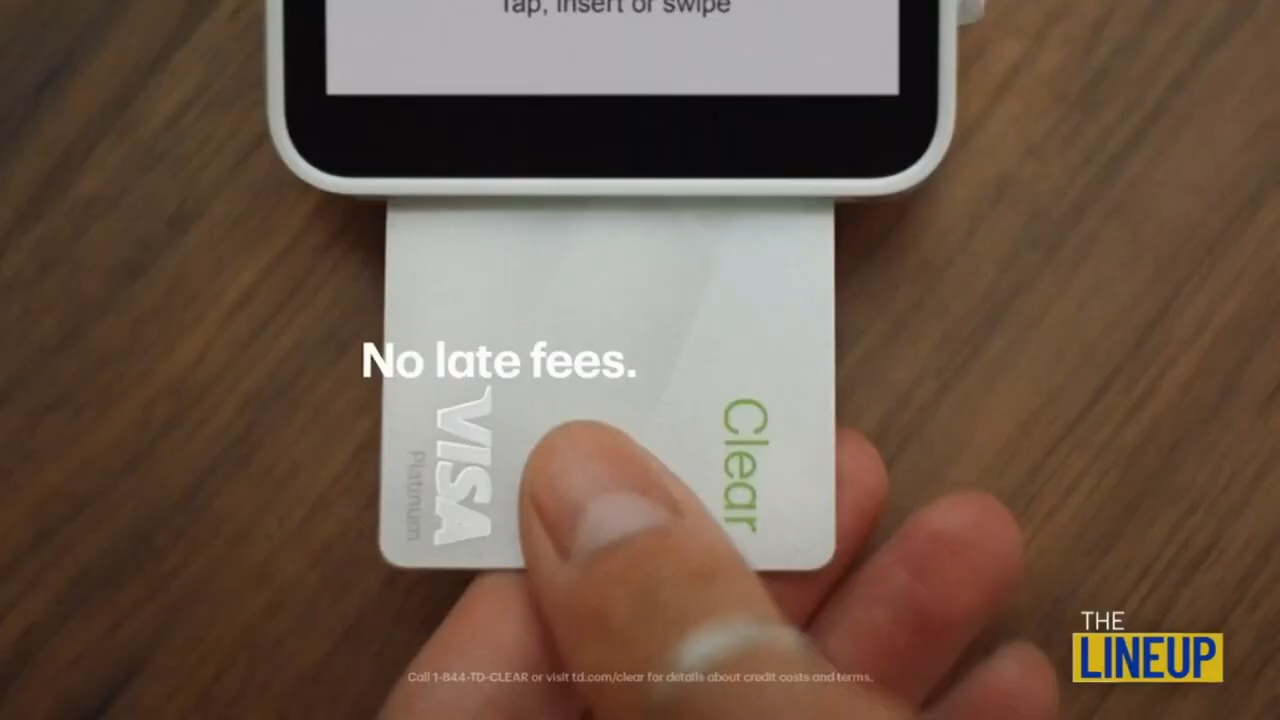 Tap, insert or swipe
No late fees.
VISA
Platinum
Clear
Call 1-844-TD-CLEAR or visit td.com/clear for details about credit costs and terms.
THE
LINEUP